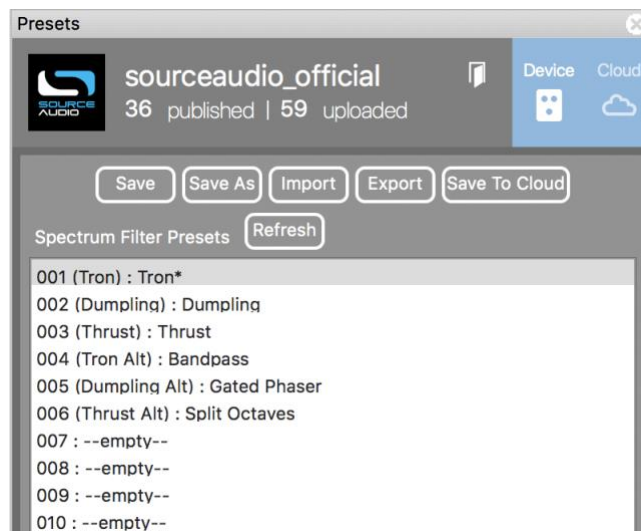 Presets
SOURCE
AUDIO
sourceaudio_official
36 published | 59 uploaded
Device Cloud
Save Save As Import Export Save To Cloud
Spectrum Filter Presets Refresh
001 (Tron) : Tron*
002 (Dumpling) : Dumpling
003 (Thrust) : Thrust
004 (Tron Alt) : Bandpass
005 (Dumpling Alt) : Gated Phaser
006 (Thrust Alt) : Split Octaves
007 : --empty--
008 : --empty--
009 : --empty--
010 : --empty--